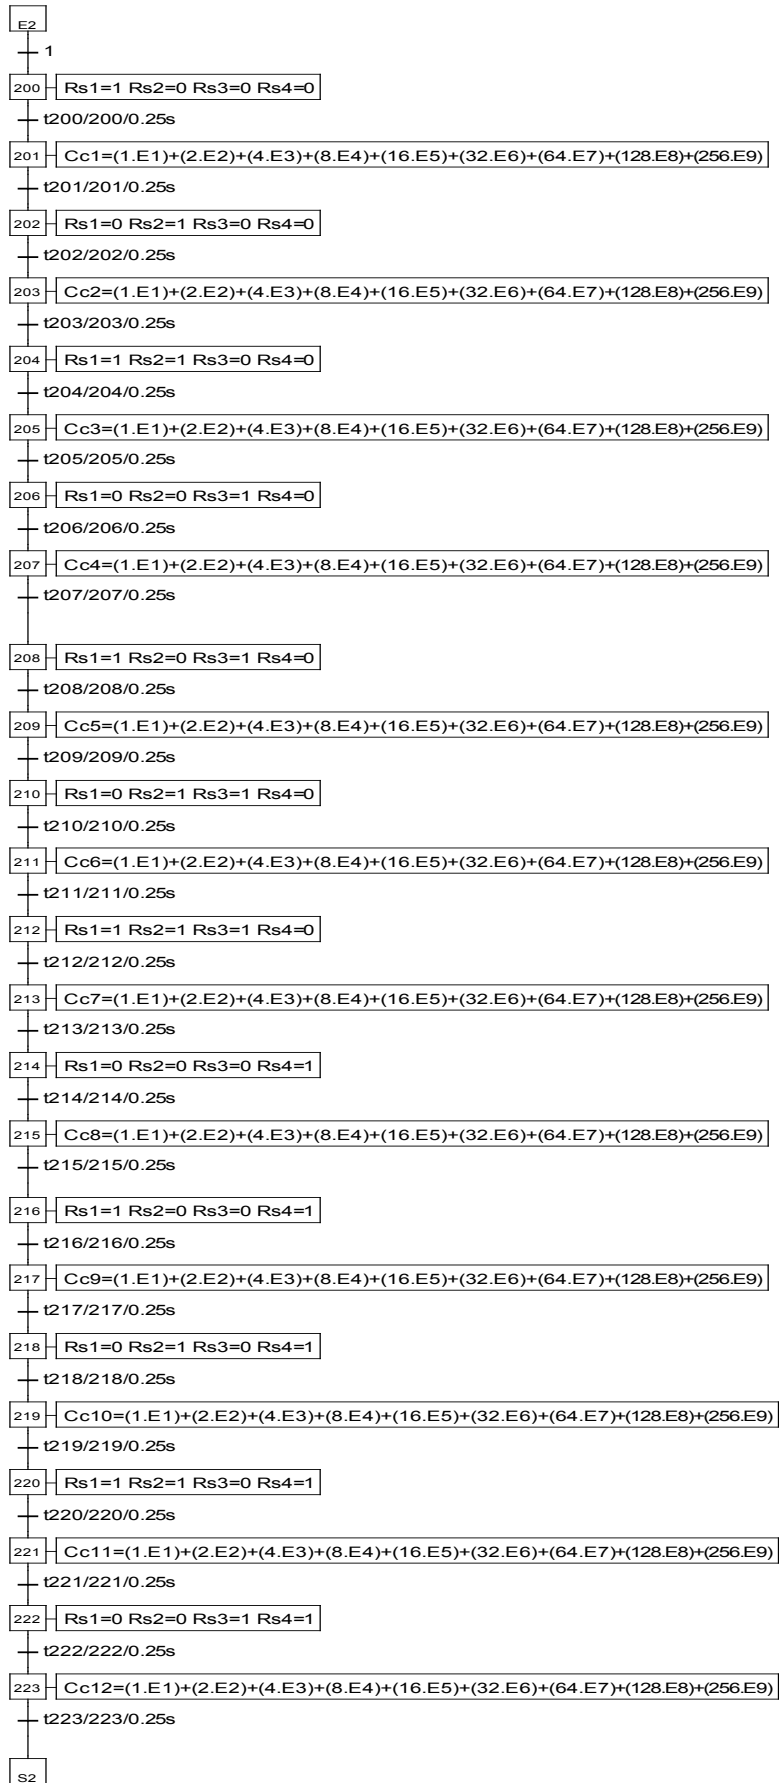 E2
1
200 Rs1=1 Rs2=0 Rs3=0 Rs4=0
t200/200/0.25s
201 Cc1=(1.E1)+(2.E2)+(4.E3)+(8.E4)+(16.E5)+(32.E6)+(64.E7)+(128.E8)+(256.E9)
t201/201/0.25s
202 Rs1=0 Rs2=1 Rs3=0 Rs4=0
t202/202/0.25s
203 Cc2=(1.E1)+(2.E2)+(4.E3)+(8.E4)+(16.E5)+(32.E6)+(64.E7)+(128.E8)+(256.E9)
t203/203/0.25s
204 Rs1=1 Rs2=1 Rs3=0 Rs4=0
t204/204/0.25s
205 Cc3=(1.E1)+(2.E2)+(4.E3)+(8.E4)+(16.E5)+(32.E6)+(64.E7)+(128.E8)+(256.E9)
t205/205/0.25s
206 Rs1=0 Rs2=0 Rs3=1 Rs4=0
t206/206/0.25s
207 Cc4=(1.E1)+(2.E2)+(4.E3)+(8.E4)+(16.E5)+(32.E6)+(64.E7)+(128.E8)+(256.E9)
t207/207/0.25s
208 Rs1=1 Rs2=0 Rs3=1 Rs4=0
t208/208/0.25s
209 Cc5=(1.E1)+(2.E2)+(4.E3)+(8.E4)+(16.E5)+(32.E6)+(64.E7)+(128.E8)+(256.E9)
t209/209/0.25s
210 Rs1=0 Rs2=1 Rs3=1 Rs4=0
t210/210/0.25s
211 Cc6=(1.E1)+(2.E2)+(4.E3)+(8.E4)+(16.E5)+(32.E6)+(64.E7)+(128.E8)+(256.E9)
t211/211/0.25s
212 Rs1=1 Rs2=1 Rs3=1 Rs4=0
t212/212/0.25s
213 Cc7=(1.E1)+(2.E2)+(4.E3)+(8.E4)+(16.E5)+(32.E6)+(64.E7)+(128.E8)+(256.E9)
t213/213/0.25s
214 Rs1=0 Rs2=0 Rs3=0 Rs4=1
t214/214/0.25s
215 Cc8=(1.E1)+(2.E2)+(4.E3)+(8.E4)+(16.E5)+(32.E6)+(64.E7)+(128.E8)+(256.E9)
t215/215/0.25s
216 Rs1=1 Rs2=0 Rs3=0 Rs4=1
t216/216/0.25s
217 Cc9=(1.E1)+(2.E2)+(4.E3)+(8.E4)+(16.E5)+(32.E6)+(64.E7)+(128.E8)+(256.E9)
t217/217/0.25s
218 Rs1=0 Rs2=1 Rs3=0 Rs4=1
t218/218/0.25s
219 Cc10=(1.E1)+(2.E2)+(4.E3)+(8.E4)+(16.E5)+(32.E6)+(64.E7)+(128.E8)+(256.E9)
t219/219/0.25s
220 Rs1=1 Rs2=1 Rs3=0 Rs4=1
t220/220/0.25s
221 Cc11=(1.E1)+(2.E2)+(4.E3)+(8.E4)+(16.E5)+(32.E6)+(64.E7)+(128.E8)+(256.E9)
t221/221/0.25s
222 Rs1=0 Rs2=0 Rs3=1 Rs4=1
t222/222/0.25s
223 Cc12=(1.E1)+(2.E2)+(4.E3)+(8.E4)+(16.E5)+(32.E6)+(64.E7)+(128.E8)+(256.E9)
t223/223/0.25s
S2